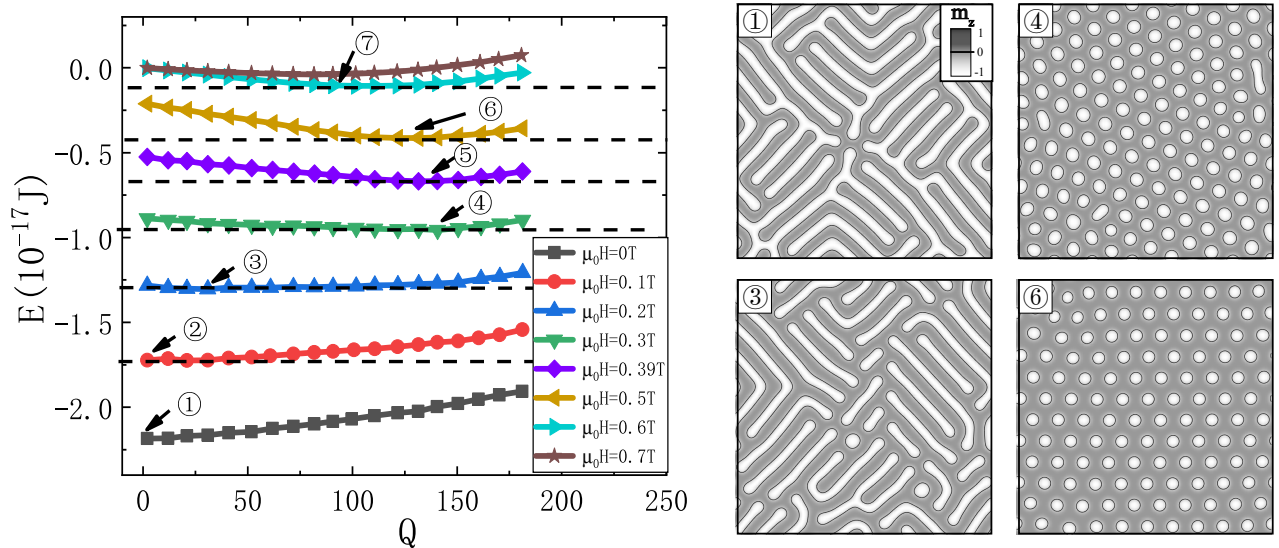 0.0
-0.5
-1.0
-1.5
-2.0
E(10⁻¹⁷J)
0
50
100
150
200
250
Q
⑦
⑥
⑤
④
③
②
①
μ₀H=0T
μ₀H=0.1T
μ₀H=0.2T
μ₀H=0.3T
μ₀H=0.39T
μ₀H=0.5T
μ₀H=0.6T
μ₀H=0.7T
①
m_z
1
0
-1
④
③
⑥